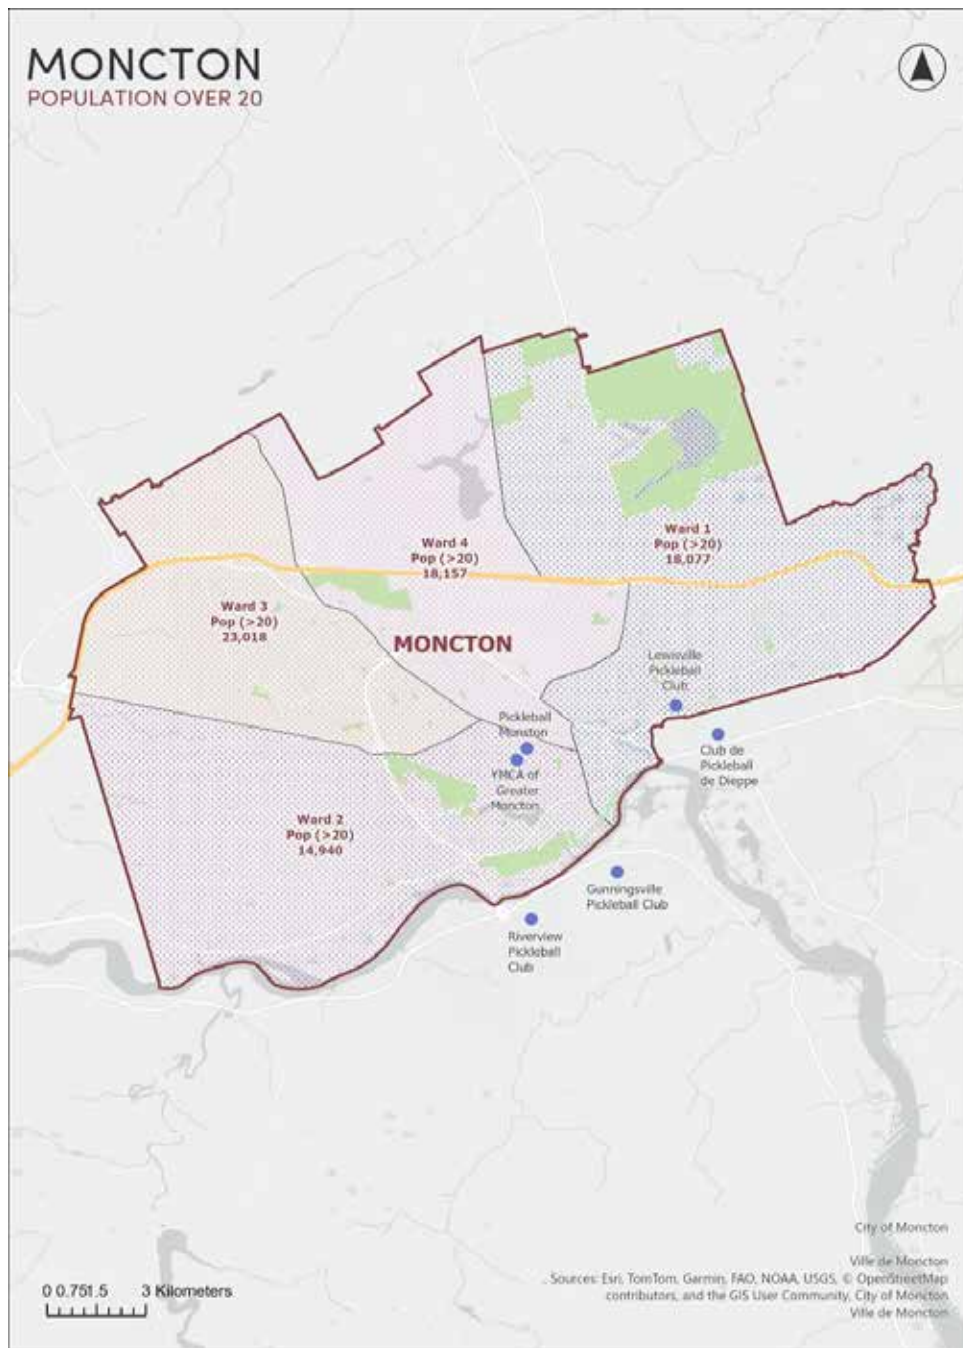 MONCTON
POPULATION OVER 20
Ward 4
Pop (>20)
18,157
Ward 1
Pop (>20)
18,077
Ward 3
Pop (>20)
23,018
MONCTON
Lewisville
Pickleball
Club
Pickleball
Monston
Club de
Pickleball
de Dieppe
YMCA of
Greater
Moncton
Ward 2
Pop (>20)
14,940
Gunningsville
Pickleball Club
Riverview
Pickleball
Club
City of Moncton
Ville de Moncton
Sources: Esri, TomTom, Garmin, FAO, NOAA, USGS, © OpenStreetMap
contributors, and the GIS User Community, City of Moncton
Ville de Moncton
0 0.751.5 3 Kilometers